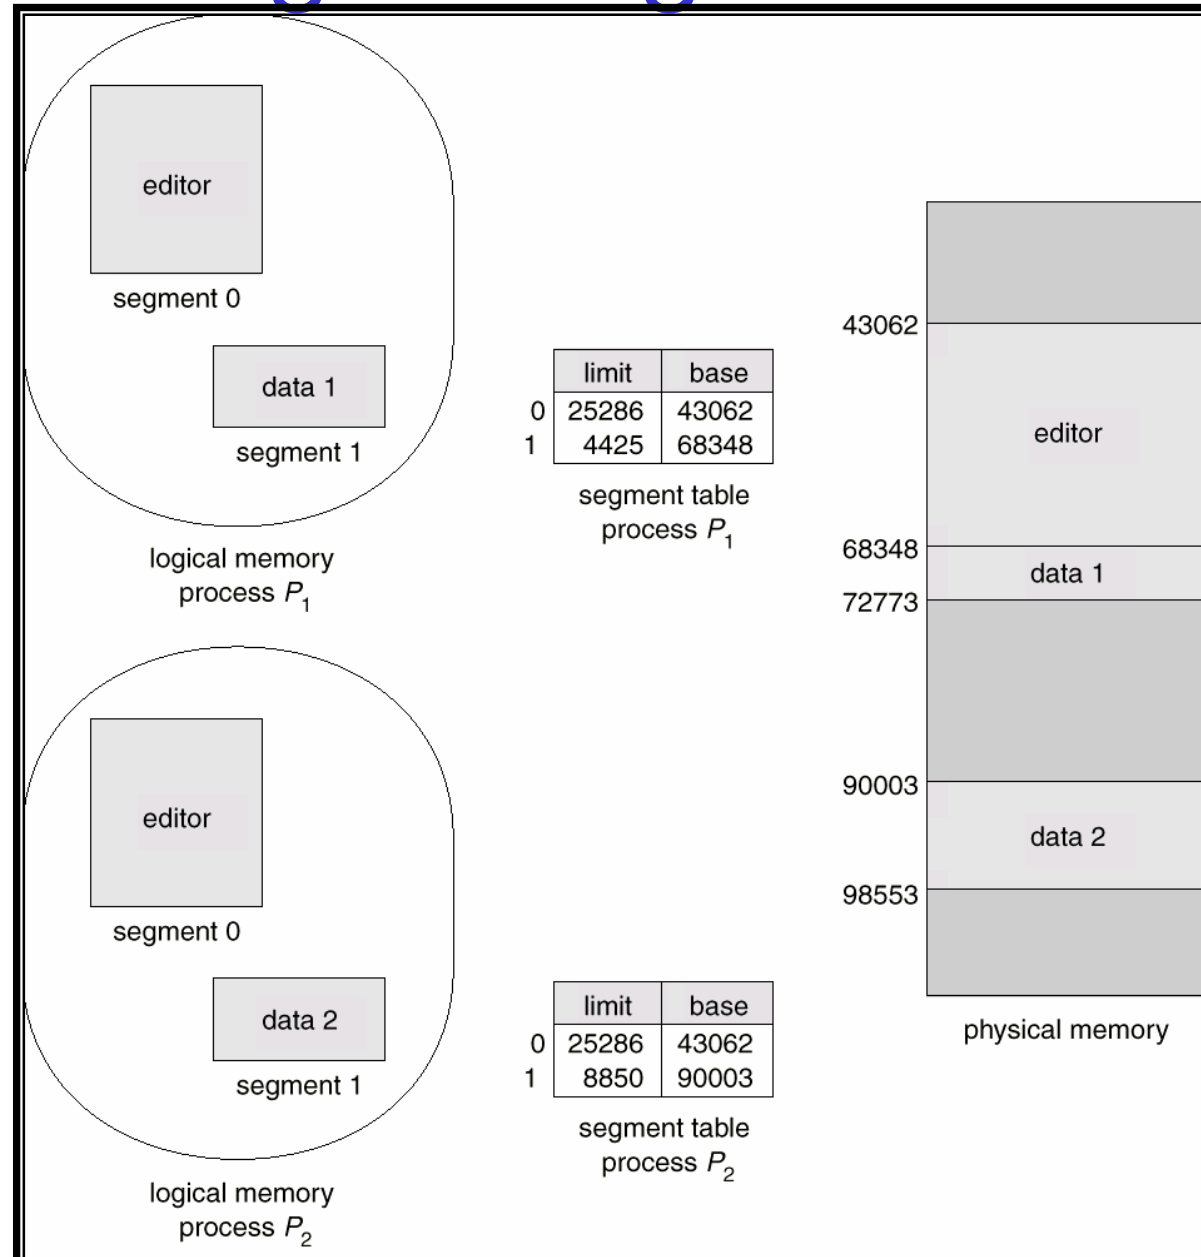 editor
segment 0
data 1
segment 1
logical memory
process P1
limit base
0 25286 43062
1 4425 68348
segment table
process P1
43062
editor
68348
data 1
72773
90003
data 2
98553
physical memory
editor
segment 0
data 2
segment 1
logical memory
process P2
limit base
0 25286 43062
1 8850 90003
segment table
process P2